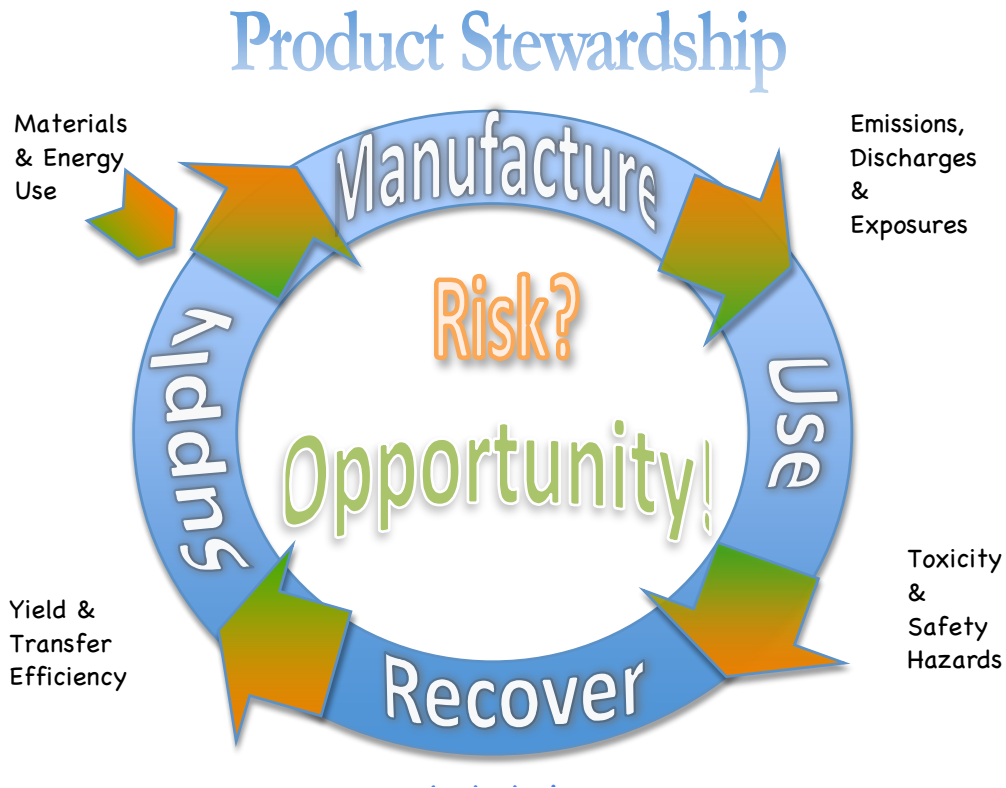 Product Stewardship
Materials
& Energy
Use
Manufacture
Emissions,
Discharges
&
Exposures
Risk?
Supply
Use
Opportunity!
Toxicity
&
Safety
Hazards
Yield &
Transfer
Efficiency
Recover